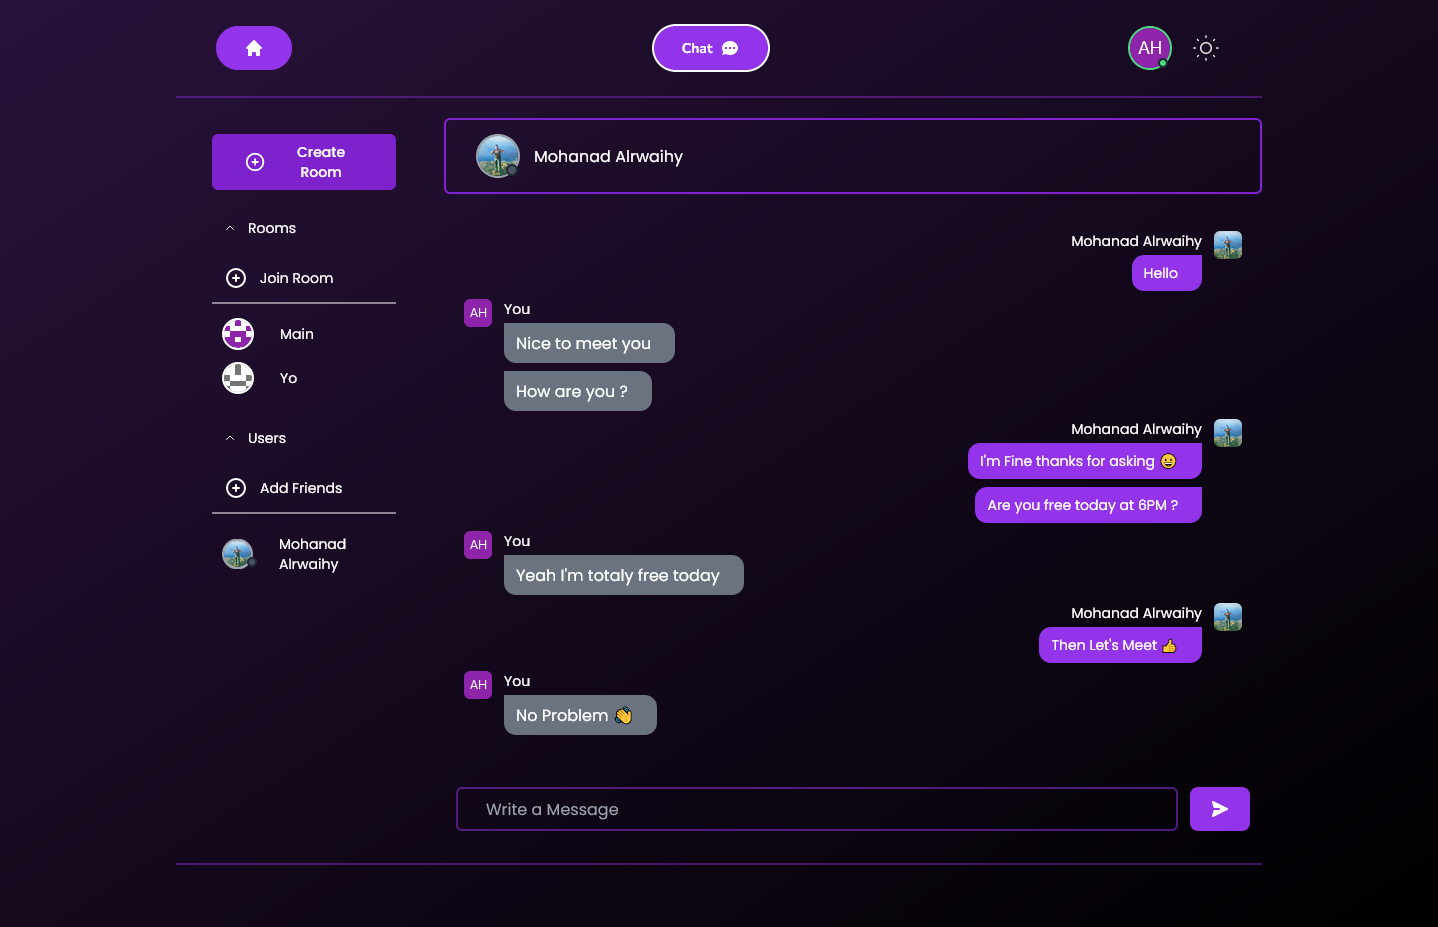 Chat
AH
Create
Room
Rooms
Join Room
Main
Yo
Users
Add Friends
Mohanad
Alrwaihy
Mohanad Alrwaihy
Mohanad Alrwaihy
Hello
AH
You
Nice to meet you
How are you ?
Mohanad Alrwaihy
I'm Fine thanks for asking 😀
Are you free today at 6PM ?
AH
You
Yeah I'm totaly free today
Mohanad Alrwaihy
Then Let's Meet 👍
AH
You
No Problem 👋
Write a Message